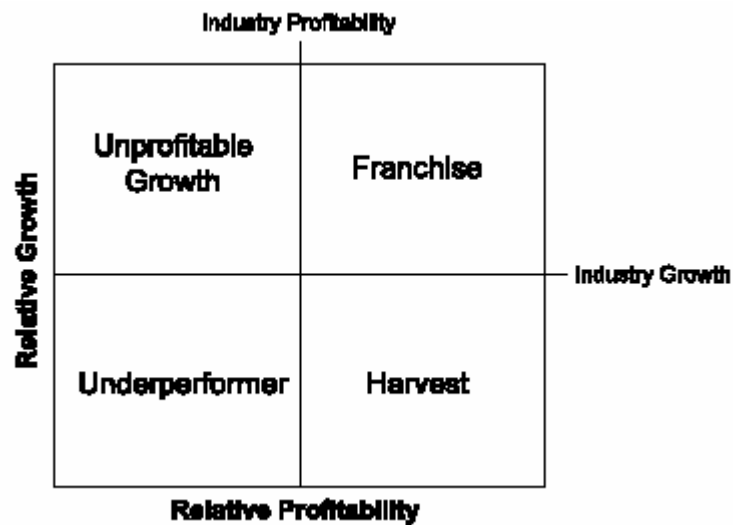 Industry Profitability
Unprofitable
Growth
Franchise
Relative Growth
Industry Growth
Underperformer
Harvest
Relative Profitability